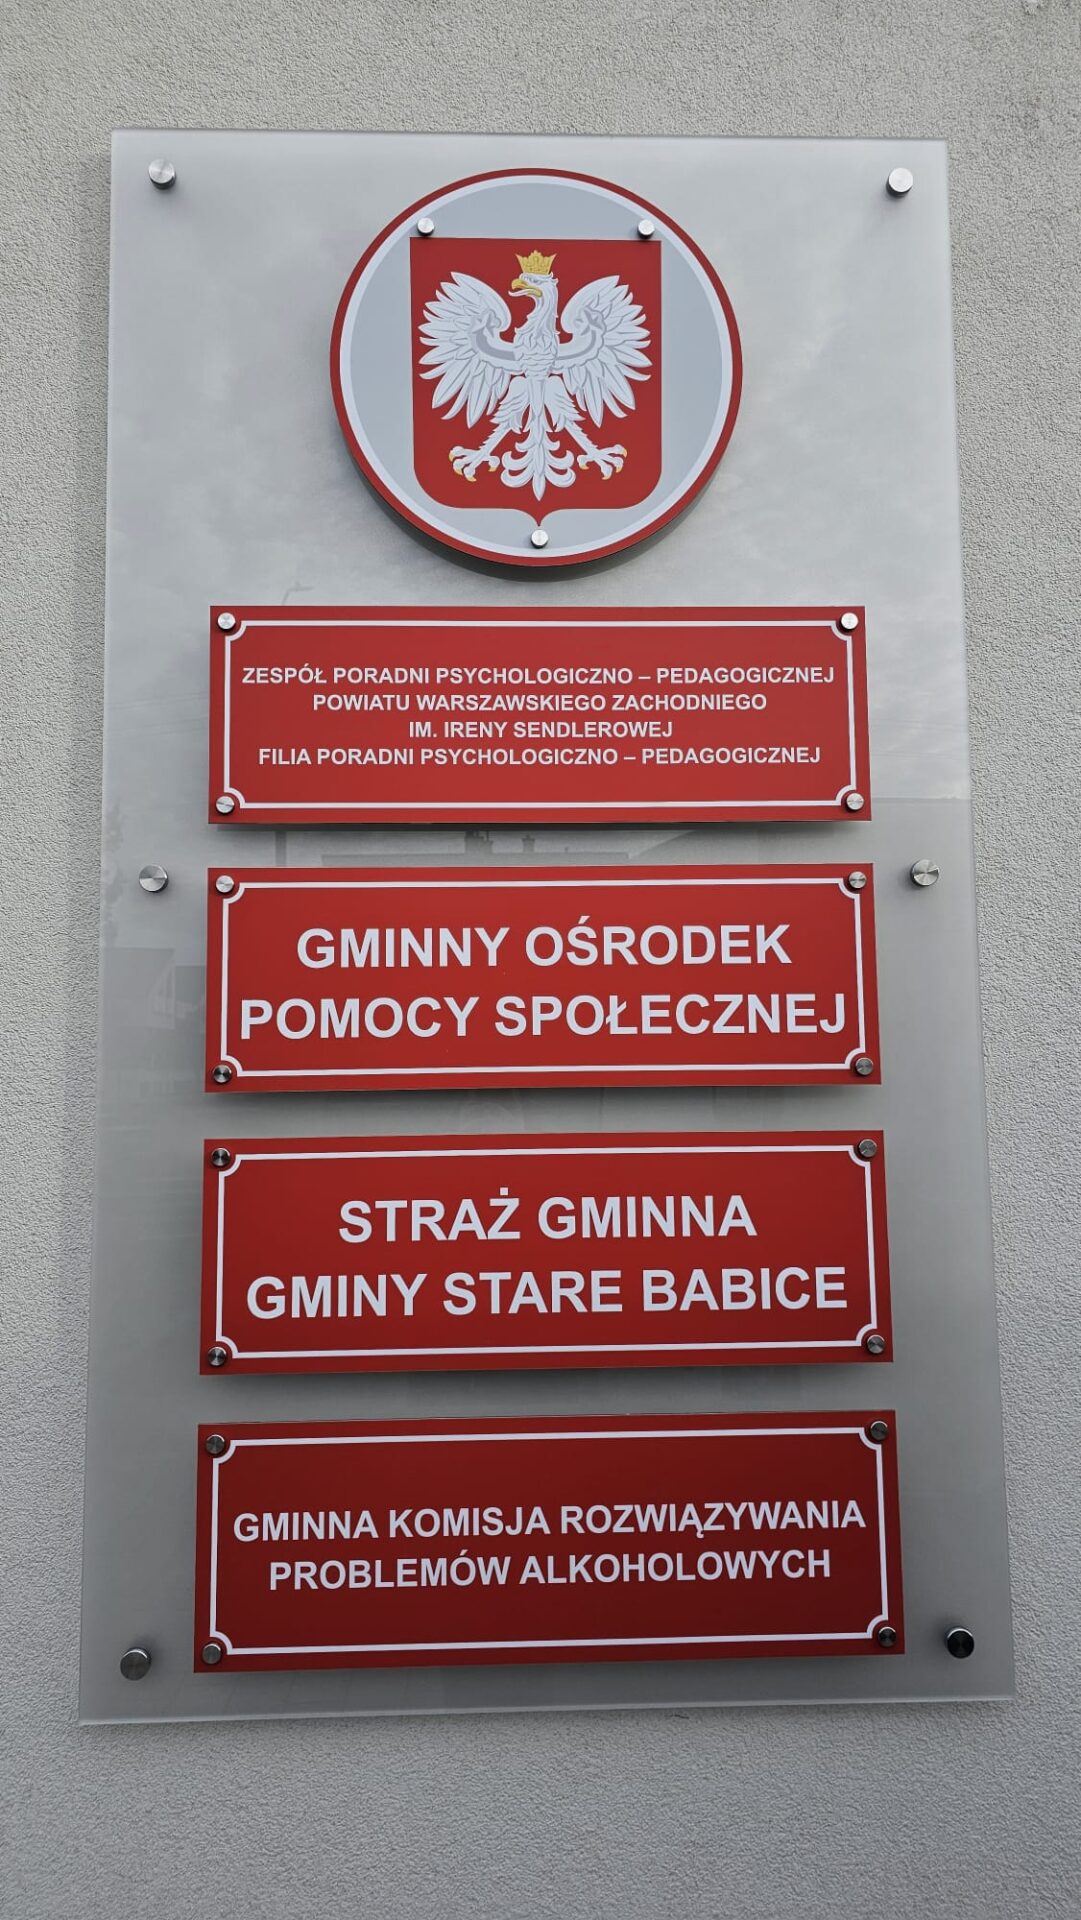 ZESPÓŁ PORADNI PSYCHOLOGICZNO – PEDAGOGICZNEJ
POWIATU WARSZAWSKIEGO ZACHODNIEGO
IM. IRENY SENDLEROWEJ
FILIA PORADNI PSYCHOLOGICZNO – PEDAGOGICZNEJ
GMINNY OŚRODEK
POMOCY SPOŁECZNEJ
STRAŻ GMINNA
GMINY STARE BABICE
GMINNA KOMISJA ROZWIĄZYWANIA
PROBLEMÓW ALKOHOLOWYCH